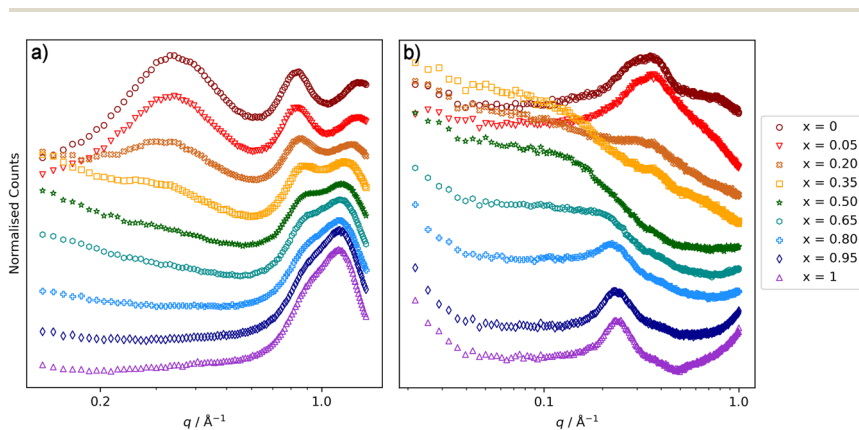 a)
b)
Normalised Counts
0.2
1.0
q / Å⁻¹
0.1
1.0
q / Å⁻¹
x = 0
x = 0.05
x = 0.20
x = 0.35
x = 0.50
x = 0.65
x = 0.80
x = 0.95
x = 1